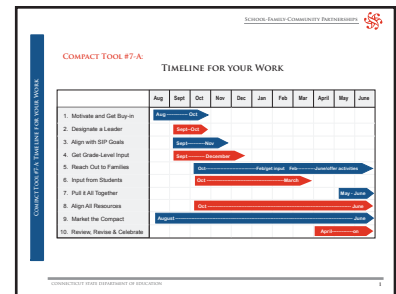 School-Family-Community Partnerships
Compact Tool #7-A:
Timeline for your Work
Compact Tool #7-A: Timeline for your Work
Aug Sept Oct Nov Dec Jan Feb Mar April May June
1. Motivate and Get Buy-in Aug Oct
2. Designate a Leader Sept-Oct
3. Align with SIP Goals Sept Nov
4. Get Grade-Level Input Sept December
5. Reach Out to Families Oct Feb/get input Feb June/offer activities
6. Input from Students Oct March
7. Pull it All Together May - June
8. Align All Resources Oct June
9. Market the Compact August June
10. Review, Revise & Celebrate April on
Connecticut State Department of Education 1